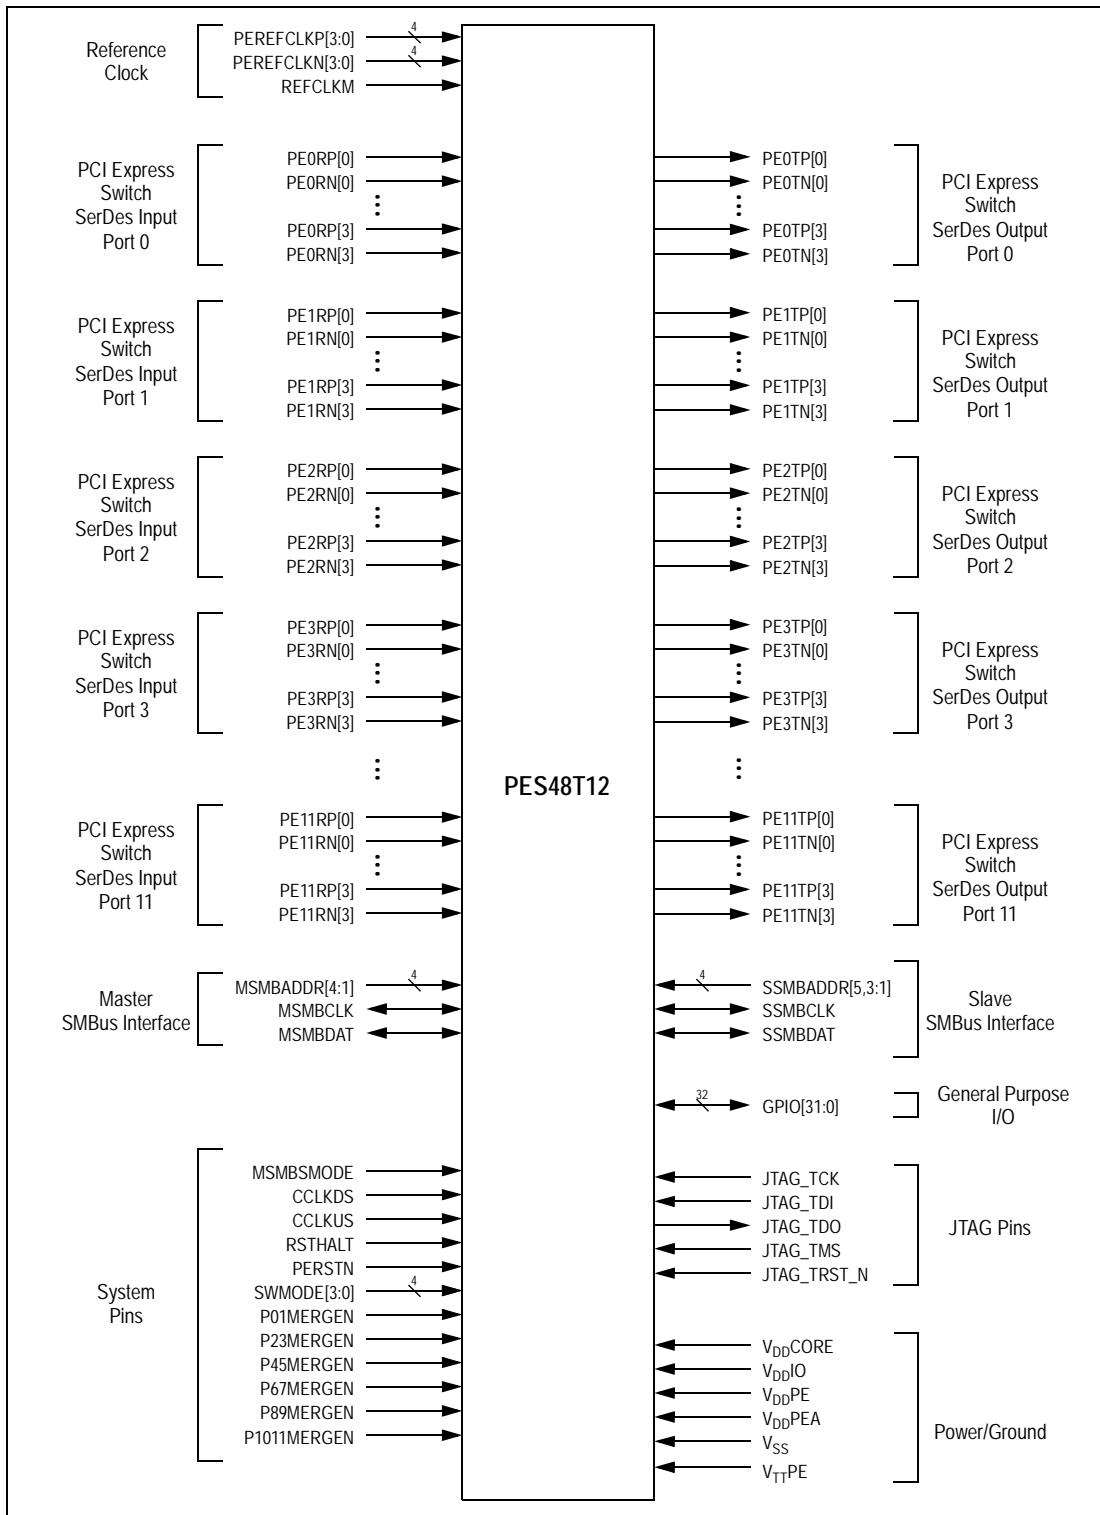 Reference
Clock
PEREFCLKP[3:0]
4
PEREFCLKN[3:0]
4
REFCLKM
PCI Express
Switch
SerDes Input
Port 0
PE0RP[0]
PE0RN[0]
PE0RP[3]
PE0RN[3]
PE0TP[0]
PE0TN[0]
PE0TP[3]
PE0TN[3]
PCI Express
Switch
SerDes Output
Port 0
PCI Express
Switch
SerDes Input
Port 1
PE1RP[0]
PE1RN[0]
PE1RP[3]
PE1RN[3]
PE1TP[0]
PE1TN[0]
PE1TP[3]
PE1TN[3]
PCI Express
Switch
SerDes Output
Port 1
PCI Express
Switch
SerDes Input
Port 2
PE2RP[0]
PE2RN[0]
PE2RP[3]
PE2RN[3]
PE2TP[0]
PE2TN[0]
PE2TP[3]
PE2TN[3]
PCI Express
Switch
SerDes Output
Port 2
PCI Express
Switch
SerDes Input
Port 3
PE3RP[0]
PE3RN[0]
PE3RP[3]
PE3RN[3]
PE3TP[0]
PE3TN[0]
PE3TP[3]
PE3TN[3]
PCI Express
Switch
SerDes Output
Port 3
PES48T12
PCI Express
Switch
SerDes Input
Port 11
PE11RP[0]
PE11RN[0]
PE11RP[3]
PE11RN[3]
PE11TP[0]
PE11TN[0]
PE11TP[3]
PE11TN[3]
PCI Express
Switch
SerDes Output
Port 11
Master
SMBus Interface
MSMBADDR[4:1]
4
MSMBCLK
MSMBDAT
4
SSMBADDR[5,3:1]
SSMBCLK
SSMBDAT
Slave
SMBus Interface
32
GPIO[31:0]
General Purpose
I/O
System
Pins
MSMBSMODE
CCLKDS
CCLKUS
RSTHALT
PERSTN
SWMODE[3:0]
4
P01MERGEN
P23MERGEN
P45MERGEN
P67MERGEN
P89MERGEN
P1011MERGEN
JTAG_TCK
JTAG_TDI
JTAG_TDO
JTAG_TMS
JTAG_TRST_N
JTAG Pins
VDDCORE
VDDIO
VDDPE
VDDPEA
VSS
VTTPE
Power/Ground